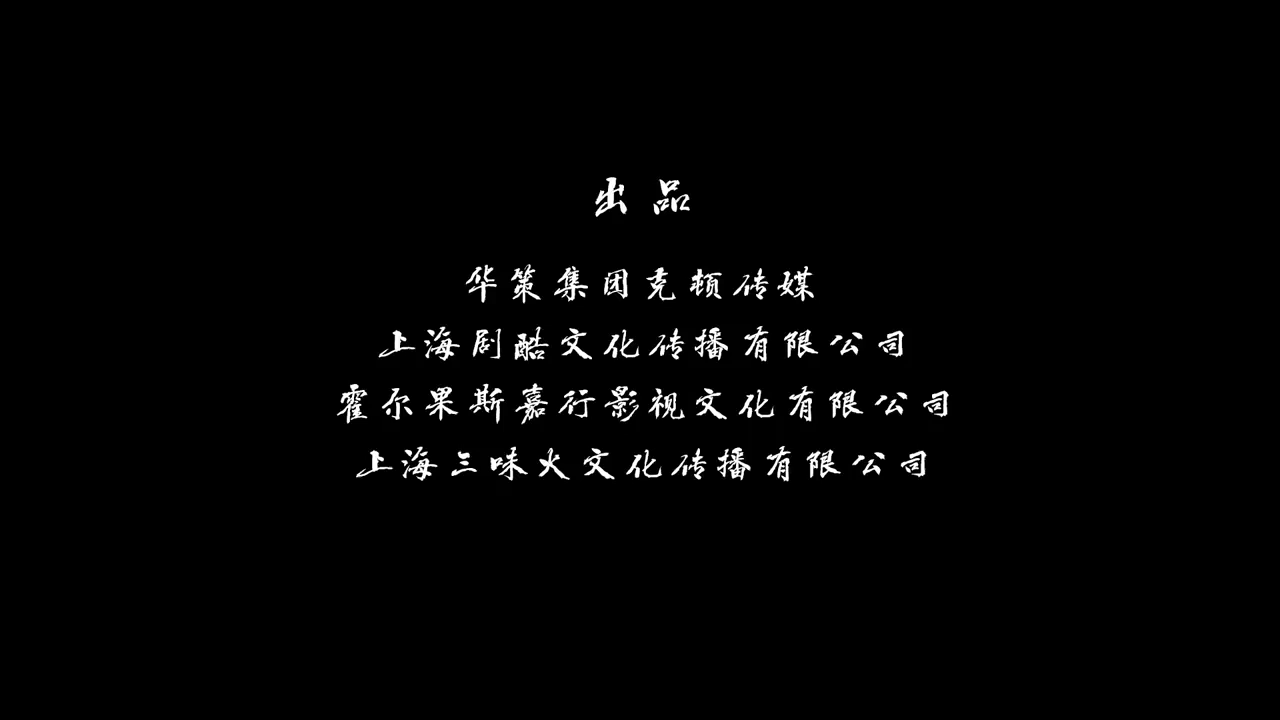 出品
华策集团克顿传媒
上海剧酷文化传播有限公司
霍尔果斯嘉行影视文化有限公司
上海三味火文化传播有限公司